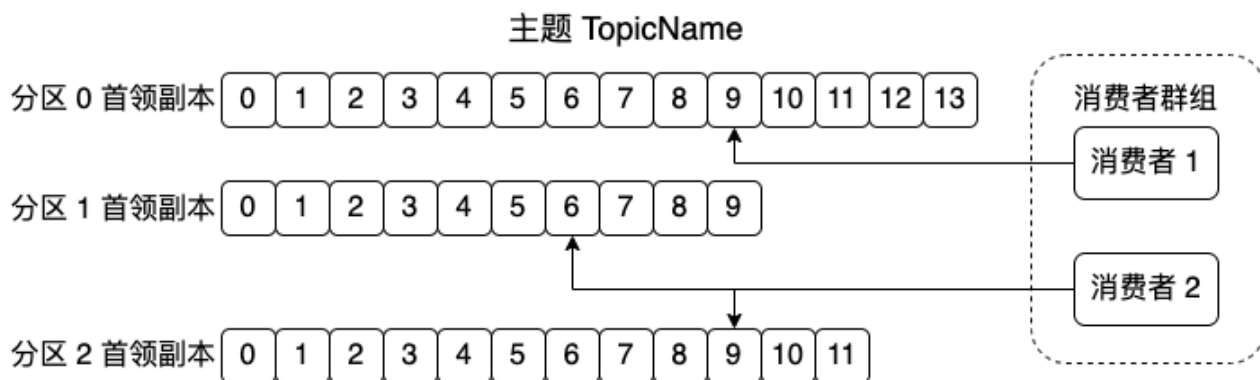 主题 TopicName
分区 0 首领副本 0 1 2 3 4 5 6 7 8 9 10 11 12 13
消费者群组
消费者 1
分区 1 首领副本 0 1 2 3 4 5 6 7 8 9
消费者 2
分区 2 首领副本 0 1 2 3 4 5 6 7 8 9 10 11